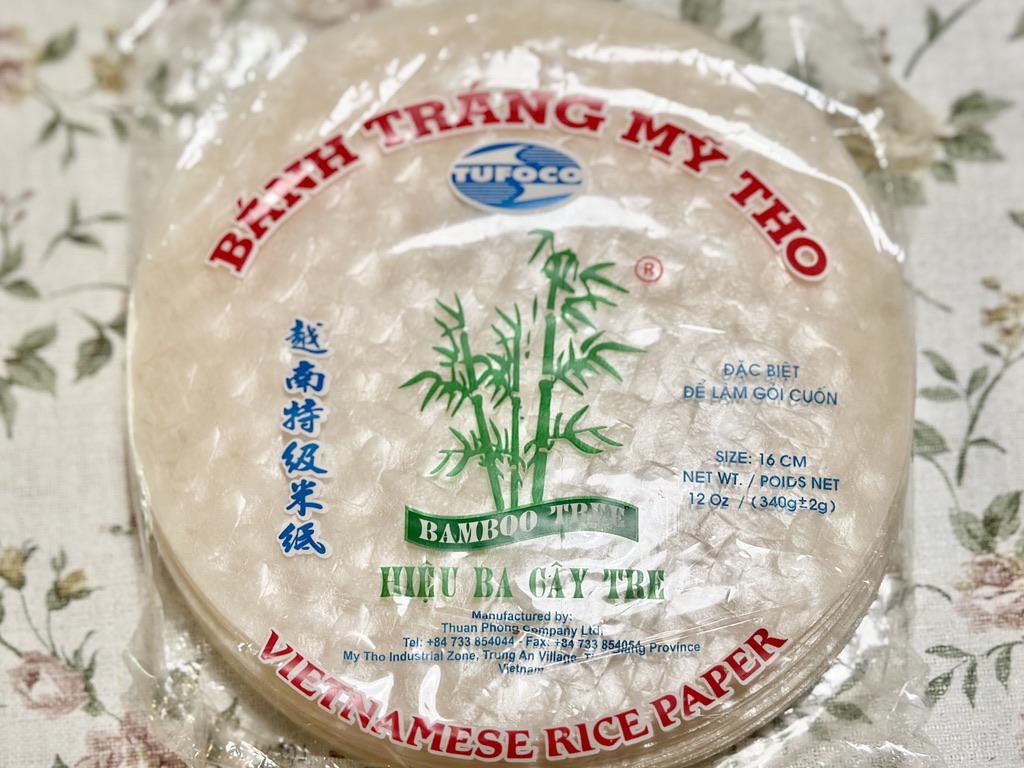 BÁNH TRÁNG MỸ THO
TUFOCO
®
越南特级米纸
ĐẶC BIỆT
ĐỂ LÀM GỎI CUỐN
SIZE: 16 CM
NET WT. / POIDS NET
12 Oz / (340g±2g)
BAMBOO TREE
HIỆU BA CÂY TRE
Manufactured by:
Thuan Phong Company Ltd,
Tel: +84 733 854044 - Fax: +84 733 854054
My Tho Industrial Zone, Trung An Village, Giang Province
Vietnam
VIETNAMESE RICE PAPER